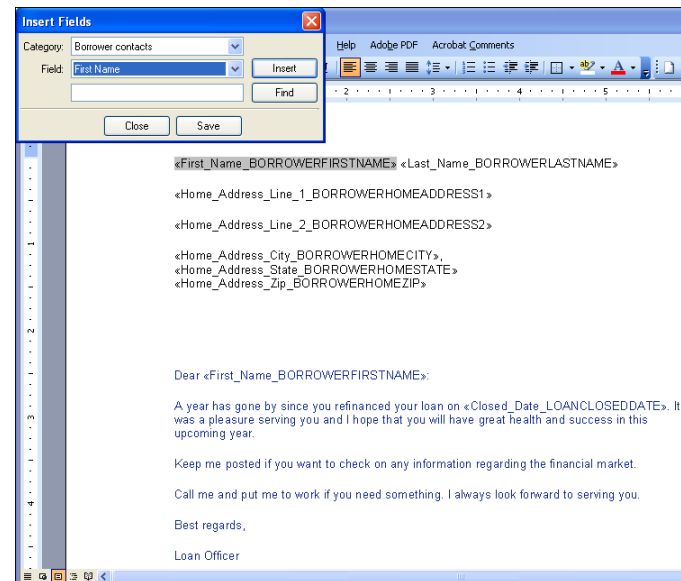 Insert Fields
Category: Borrower contacts
Help Adobe PDF Acrobat Comments
Field: First Name Insert
Find
2 3 4 5
Close Save
«First_Name_BORROWERFIRSTNAME» «Last_Name_BORROWERLASTNAME»
«Home_Address_Line_1_BORROWERHOMEADDRESS1»
«Home_Address_Line_2_BORROWERHOMEADDRESS2»
«Home_Address_City_BORROWERHOMECITY»,
«Home_Address_State_BORROWERHOMESTATE»
«Home_Address_Zip_BORROWERHOMEZIP»
Dear «First_Name_BORROWERFIRSTNAME»:
A year has gone by since you refinanced your loan on «Closed_Date_LOANCLOSEDDATE». It
was a pleasure serving you and I hope that you will have great health and success in this
upcoming year.
Keep me posted if you want to check on any information regarding the financial market.
Call me and put me to work if you need something. I always look forward to serving you.
Best regards,
Loan Officer